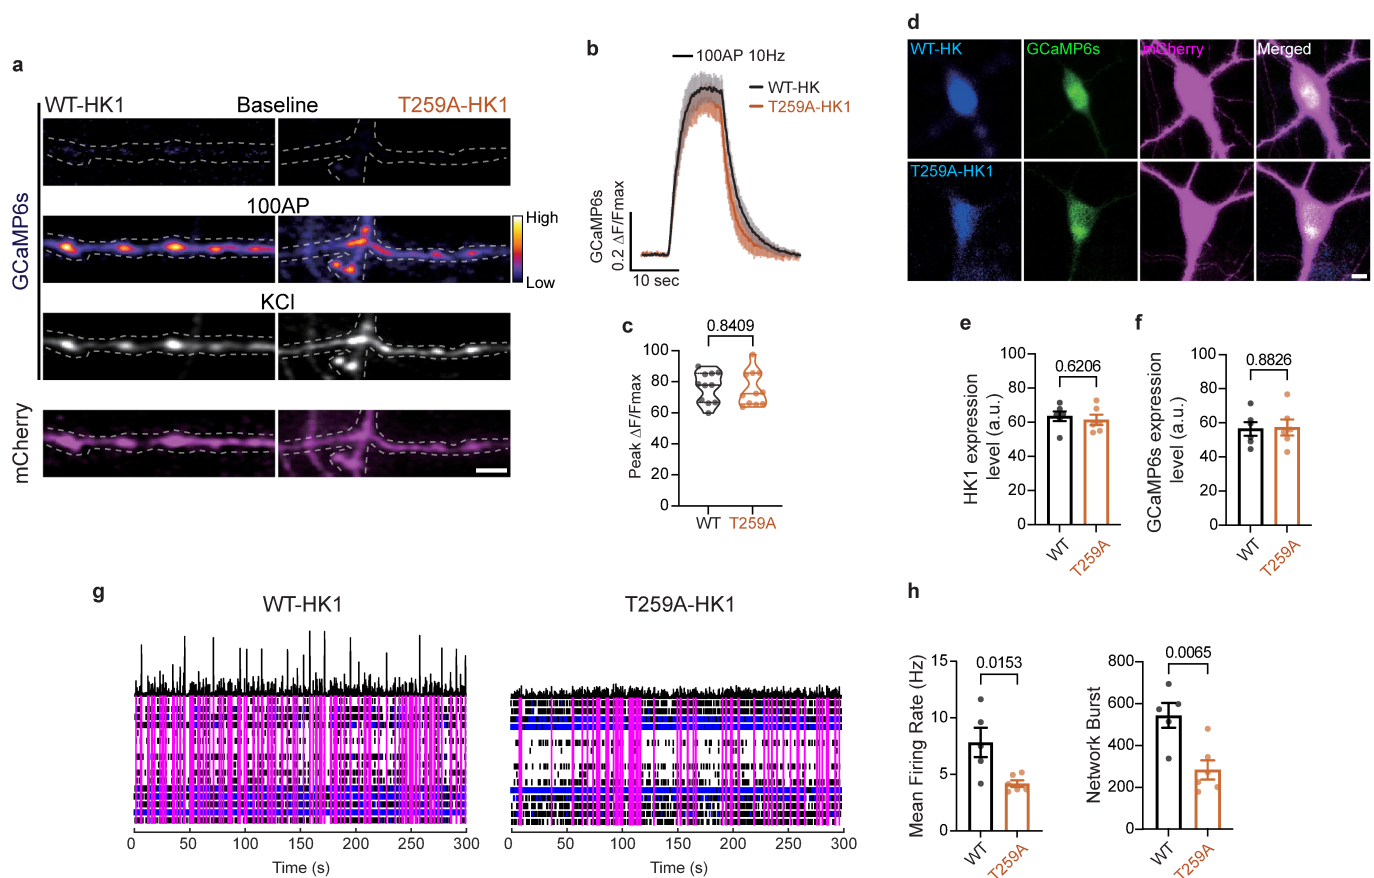 a
WT-HK1
Baseline
T259A-HK1
100AP
High
Low
KCl
GCaMP6s
mCherry
b
100AP 10Hz
WT-HK
T259A-HK1
GCaMP6s
0.2 ΔF/Fmax
10 sec
c
0.8409
Peak ΔF/Fmax
100
80
60
40
20
0
WT
T259A
d
WT-HK
GCaMP6s
mCherry
Merged
T259A-HK1
e
0.6206
HK1 expression
level (a.u.)
100
80
60
40
20
0
WT
T259A
f
0.8826
GCaMP6s expression
level (a.u.)
100
80
60
40
20
0
WT
T259A
g
WT-HK1
0 50 100 150 200 250 300
Time (s)
T259A-HK1
0 50 100 150 200 250 300
Time (s)
h
0.0153
Mean Firing Rate (Hz)
15
10
5
0
WT
T259A
0.0065
Network Burst
800
600
400
200
0
WT
T259A